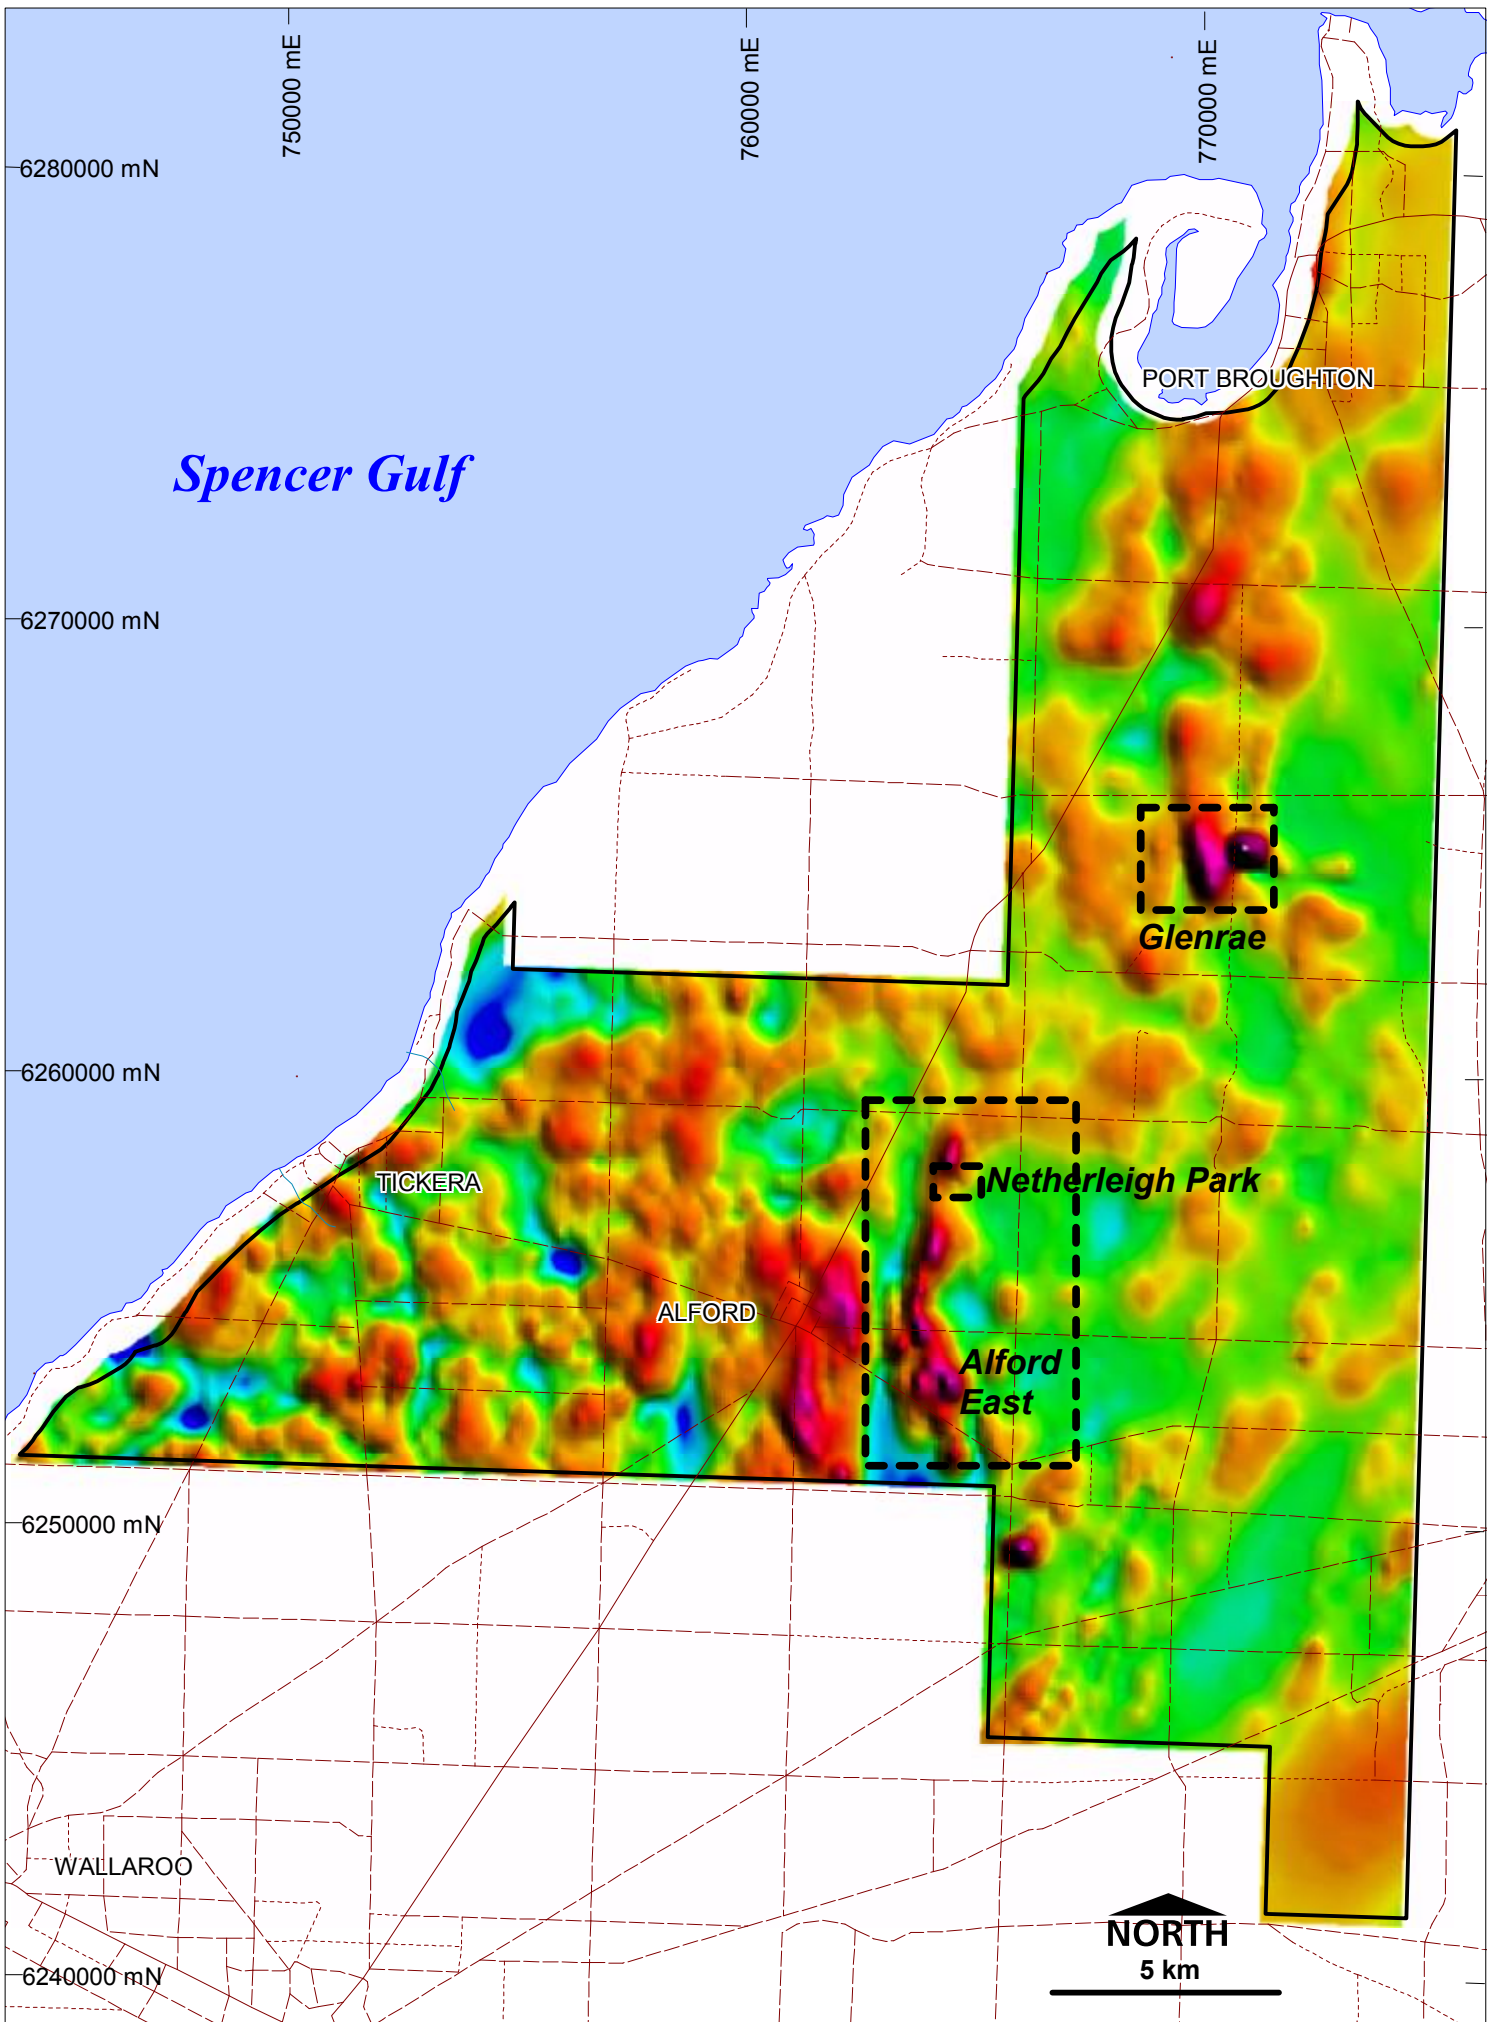 750000 mE
760000 mE
770000 mE
6280000 mN
PORT BROUGHTON
Spencer Gulf
6270000 mN
Glenrae
6260000 mN
TICKERA
Netherleigh Park
ALFORD
Alford
East
6250000 mN
WALLAROO
NORTH
5 km
6240000 mN